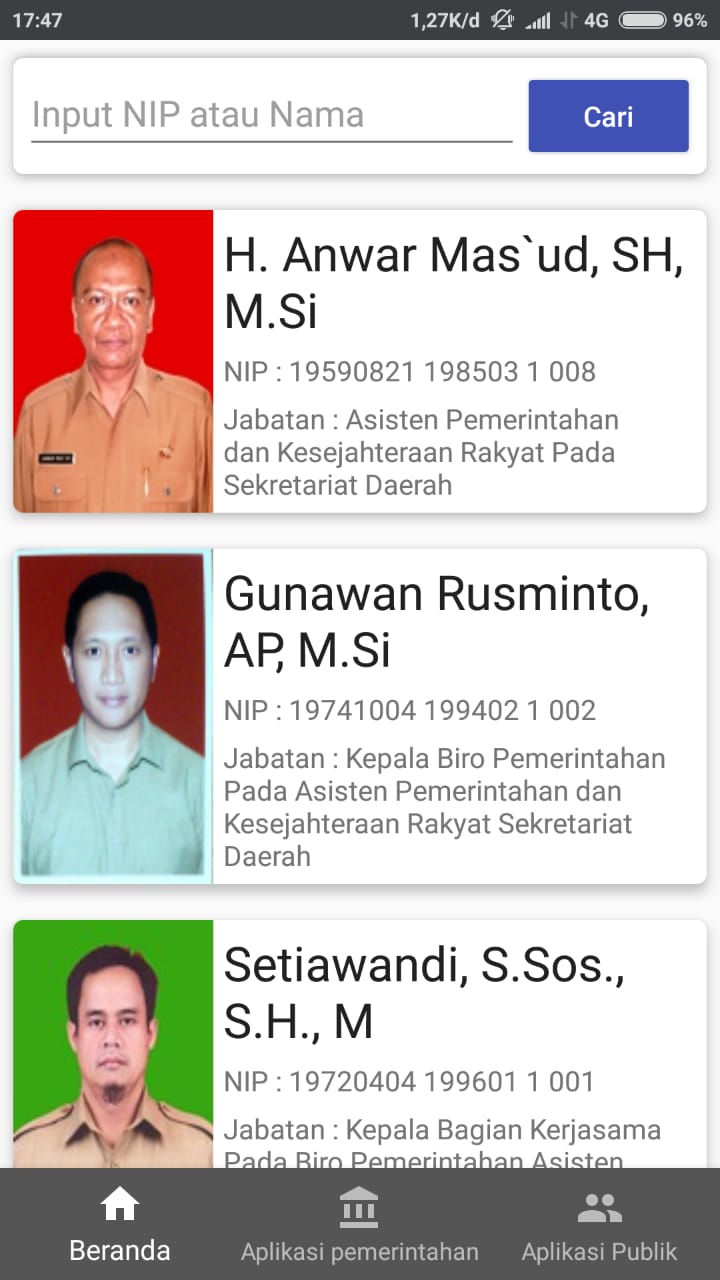 17:47 1,27K/d 4G 96%
Input NIP atau Nama
Cari
H. Anwar Mas`ud, SH,
M.Si
NIP : 19590821 198503 1 008
Jabatan : Asisten Pemerintahan
dan Kesejahteraan Rakyat Pada
Sekretariat Daerah
Gunawan Rusminto,
AP, M.Si
NIP : 19741004 199402 1 002
Jabatan : Kepala Biro Pemerintahan
Pada Asisten Pemerintahan dan
Kesejahteraan Rakyat Sekretariat
Daerah
Setiawandi, S.Sos.,
S.H., M
NIP : 19720404 199601 1 001
Jabatan : Kepala Bagian Kerjasama
Pada Biro Pemerintahan Asisten
Beranda
Aplikasi pemerintahan
Aplikasi Publik